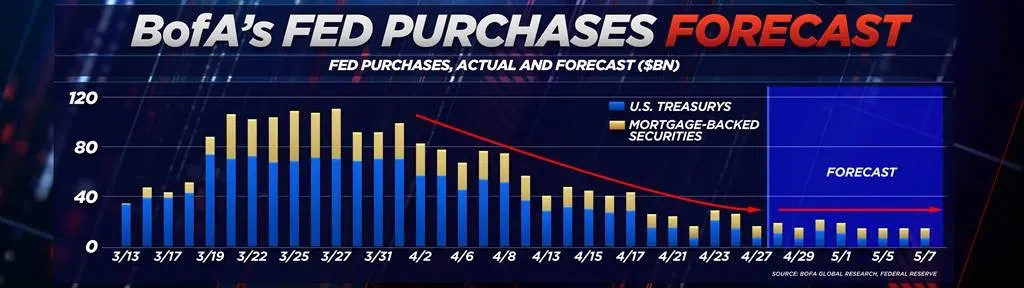 BofA's FED PURCHASES FORECAST
FED PURCHASES, ACTUAL AND FORECAST ($BN)
120
80
40
0
U.S. TREASURYS
MORTGAGE-BACKED
SECURITIES
FORECAST
3/13 3/17 3/19 3/22 3/25 3/27 3/31 4/2 4/6 4/8 4/13 4/15 4/17 4/21 4/23 4/27 4/29 5/1 5/5 5/7
SOURCE: BOFA GLOBAL RESEARCH, FEDERAL RESERVE